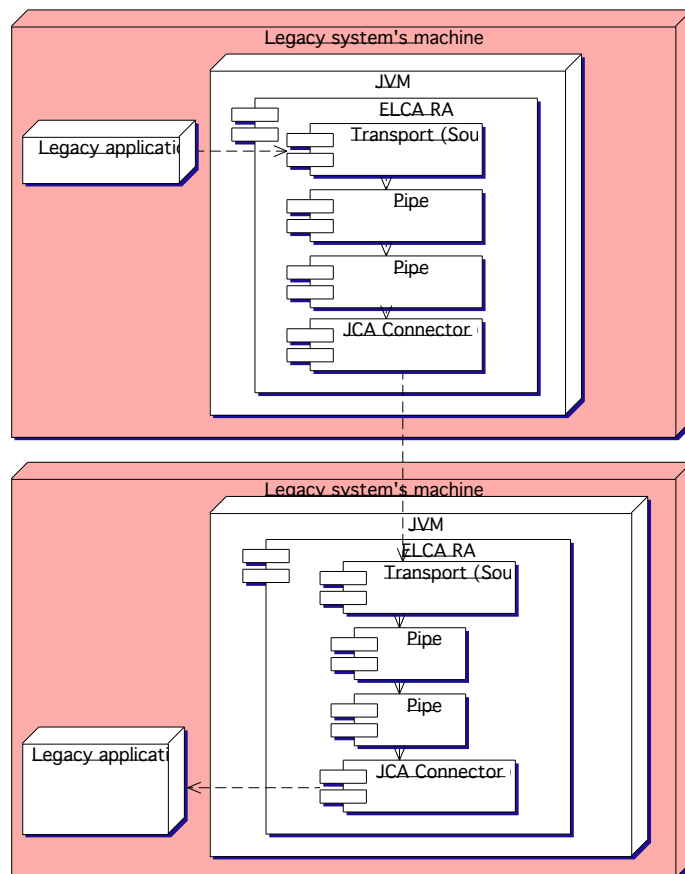 Legacy system's machine
JVM
ELCA RA
Transport (Sou
Legacy applicati
Pipe
Pipe
JCA Connector (
Legacy system's machine
JVM
ELCA RA
Transport (Sou
Pipe
Pipe
Legacy applicati
JCA Connector (